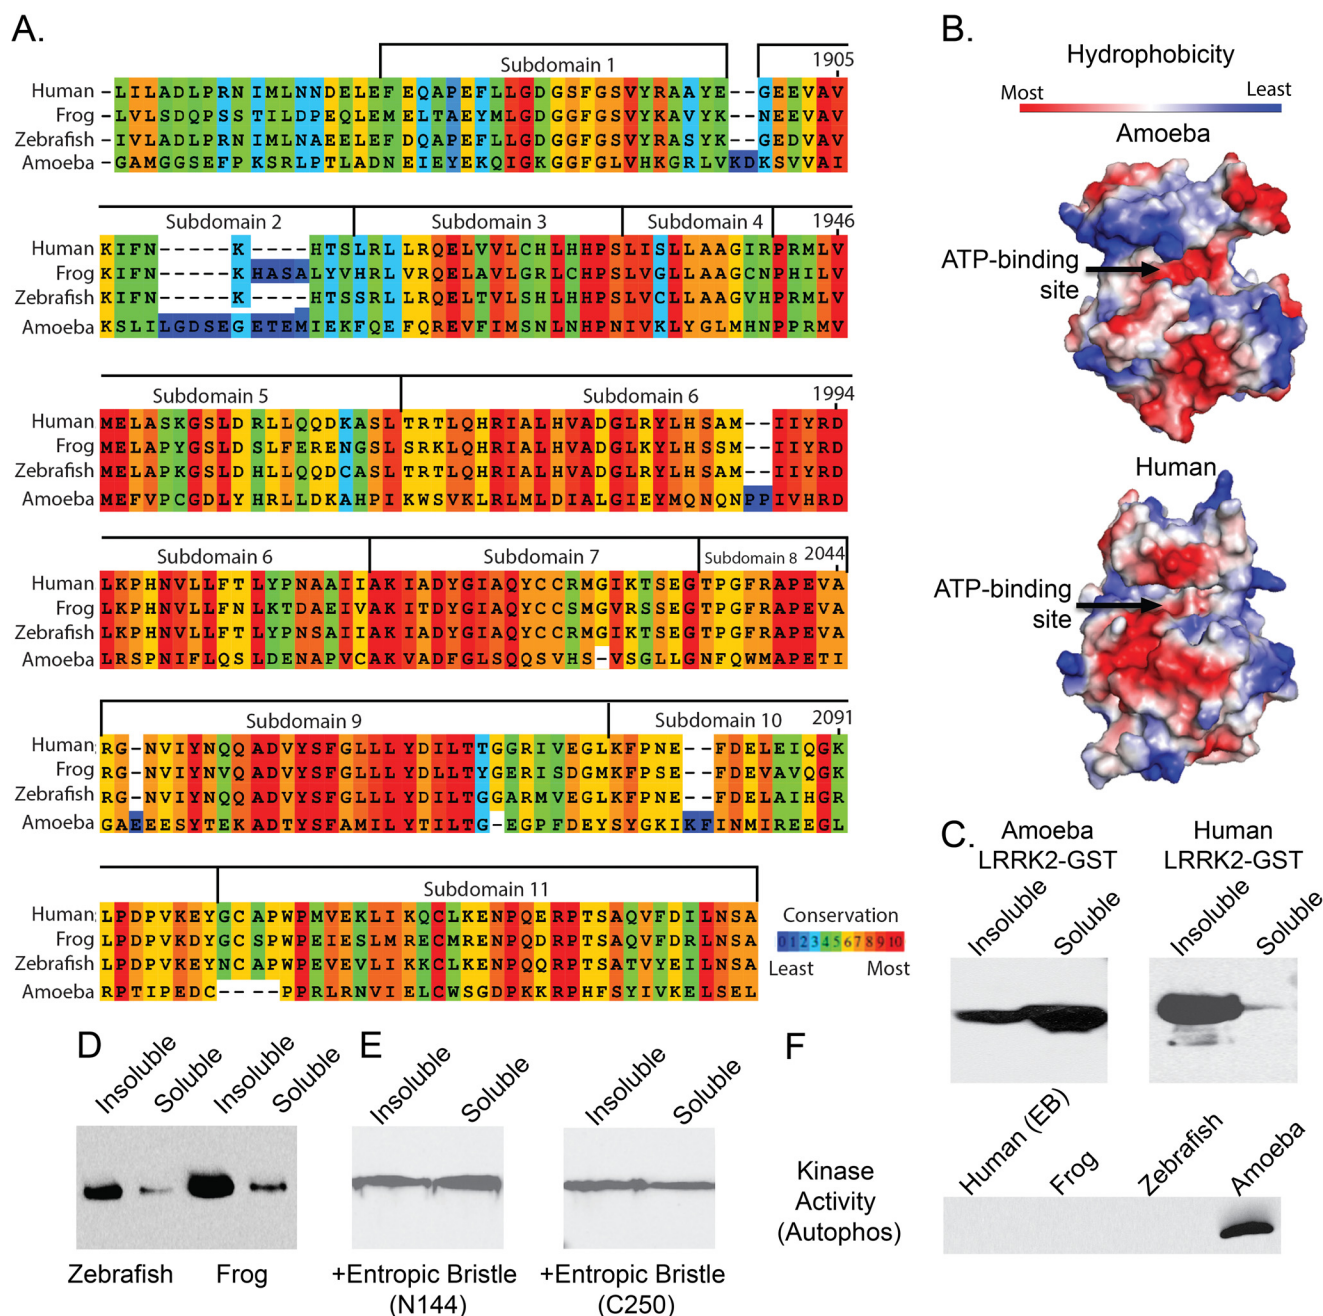 A.
Subdomain 1
1905
Human –LILADLPRNIMLNNDELEFEQAPEFLLGDGSFGSVYRAAYE--GEEVAV
Frog –LVLSDQPSSTILDPEQLEMELTAEYMLGDGGFGSVYKAVYK--NEEVAV
Zebrafish –IVLADLPRNIMLNAEELEFDQAPEFLLGDGGFGSVYRASYK--GEDVAV
Amoeba –GAMGGSEFPKSRLPTLADNEIEYEKQIGKGGFGLVHKGRLVKDKSVVAI
Subdomain 2 Subdomain 3 Subdomain 4 1946
Human KIFN-----K----HTSLRLLRQELVVLCHLHHPSLISLLAAGIRPRMLV
Frog KIFN-----KHASALYVHRLVRQELAVLGRLCHPSLVGLLAAGCNPHILV
Zebrafish KIFN-----K----HTSSRLLRQELTVLSHLHHPSLVCLLAAGVHPRMLV
Amoeba KSLILGDSEGETEMIEKFQEFQREVFIMSNLNHPNIVKLYGLMHNPPRMV
Subdomain 5 Subdomain 6 1994
Human MELASKGSLDRLLQQDKASLTRTLQHRIALHVADGLRYLHSAM--IIYRD
Frog MELAPYGSLDSLFERENGSLSRKLQHRIALHVADGLRYLHSSM--IIYRD
Zebrafish MELAPKGSLDHLLQQDCASLTRTLQHRIALHVADGLRYLHSSM--IIYRD
Amoeba MEFVPCGDLYHRLLDKAHPIKWSVKLRLMLDIALGIEYMQNQNPPIVHRD
Subdomain 6 Subdomain 7 Subdomain 8 2044
Human LKPHNVLLFTLYPNAAIIAKIADYGIAQYCCRMGIKTSEGTPGFRAPEVA
Frog LKPHNVLLFNLKTDAEIVAKITDYGIAQYCCSMGVRSSEGTPGFRAPEVA
Zebrafish LKPHNVLLFTLYPNSAIIAKIADYGIAQYCCRMGIKTSEGTPGFRAPEVA
Amoeba LRSPNIFLQSLDENAPVCAKVADFGLSQQSVHS-VSGLLGNFQWMAPETI
Subdomain 9 Subdomain 10 2091
Human: RG-NVIYNQQADVYSFGLLLYDILTTGGRIVEGLKFPNE--FDELEIQGK
Frog RG-NVIYNVQADVYSFGLLLYDLLTYGERISDGMKFPSE--FDEVAVQGK
Zebrafish RG-NVIYNQQADVYSFGLLLYDILTGGARMVEGLKFPNE--FDELAIHGR
Amoeba GAEEESYTEKADTYSFAMILYTILTG-EGPFDEYSYGKIKFINMIREEGL
Subdomain 11
Human: LPDPVKEYGCAPWPMVEKLIKQCLKENPQERPTSAQVFDILNSA
Frog LPDPVKDYGCSPWPEIESLMRECMRENPQDRPTSAQVFDRLNSA
Zebrafish LPDPVKEYNCAPWPEVEVLIKKCLKENPQQRPTSATVYEILNSA
Amoeba RPTIPEDC----PPRLRNVIELCWSGDPKKRPHFSYIVKELSEL
Conservation
0 1 2 3 4 5 6 7 8 9 10
Least Most
B.
Hydrophobicity
Most Least
Amoeba
ATP-binding
site
Human
ATP-binding
site
C.
Amoeba
LRRK2-GST
Human
LRRK2-GST
Insoluble
Soluble
Insoluble
Soluble
D
Insoluble
Soluble
Insoluble
Soluble
Zebrafish Frog
E
Insoluble
Soluble
Insoluble
Soluble
+Entropic Bristle
(N144)
+Entropic Bristle
(C250)
F
Human (EB)
Frog
Zebrafish
Amoeba
Kinase
Activity
(Autophos)